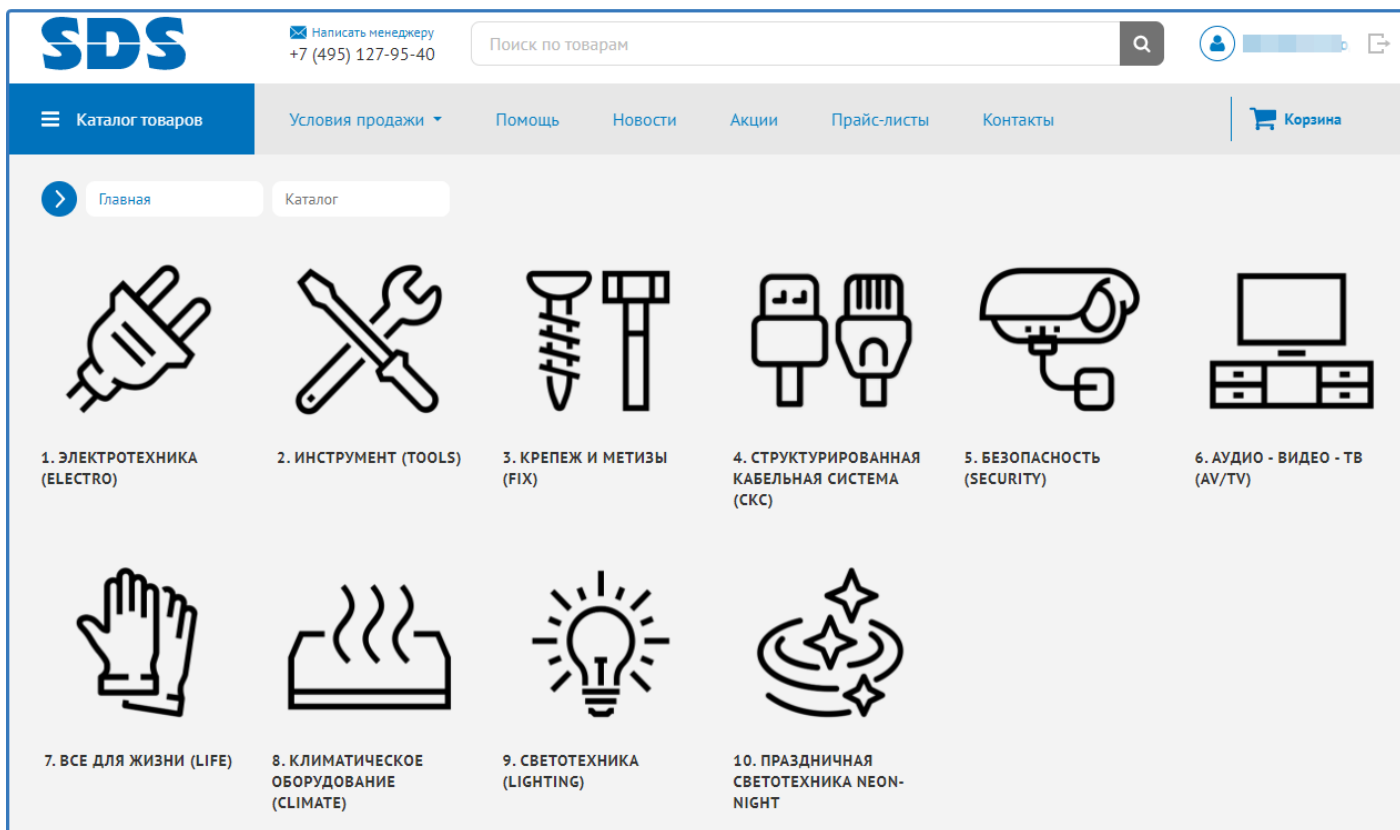 SDS
Написать менеджеру
+7 (495) 127-95-40
Поиск по товарам
Каталог товаров
Условия продажи
Помощь
Новости
Акции
Прайс-листы
Контакты
Корзина
Главная
Каталог
1. ЭЛЕКТРОТЕХНИКА
(ELECTRO)
2. ИНСТРУМЕНТ (TOOLS)
3. КРЕПЕЖ И МЕТИЗЫ
(FIX)
4. СТРУКТУРИРОВАННАЯ
КАБЕЛЬНАЯ СИСТЕМА
(СКС)
5. БЕЗОПАСНОСТЬ
(SECURITY)
6. АУДИО - ВИДЕО - ТВ
(AV/TV)
7. ВСЕ ДЛЯ ЖИЗНИ (LIFE)
8. КЛИМАТИЧЕСКОЕ
ОБОРУДОВАНИЕ
(CLIMATE)
9. СВЕТОТЕХНИКА
(LIGHTING)
10. ПРАЗДНИЧНАЯ
СВЕТОТЕХНИКА NEON-
NIGHT